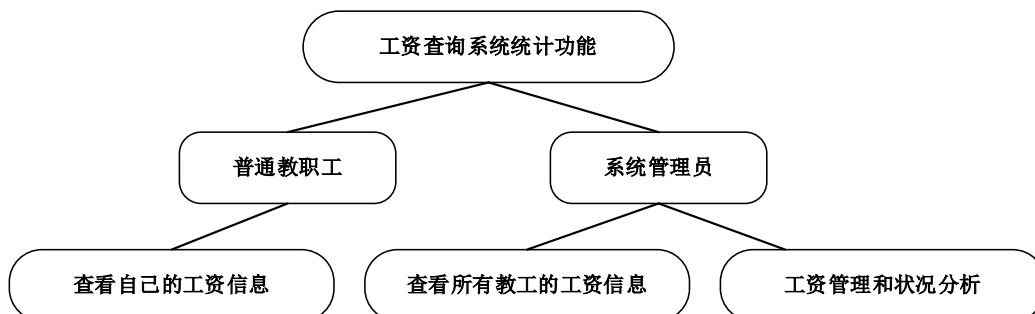 工资查询系统统计功能
普通教职工
系统管理员
查看自己的工资信息
查看所有教工的工资信息
工资管理和状况分析